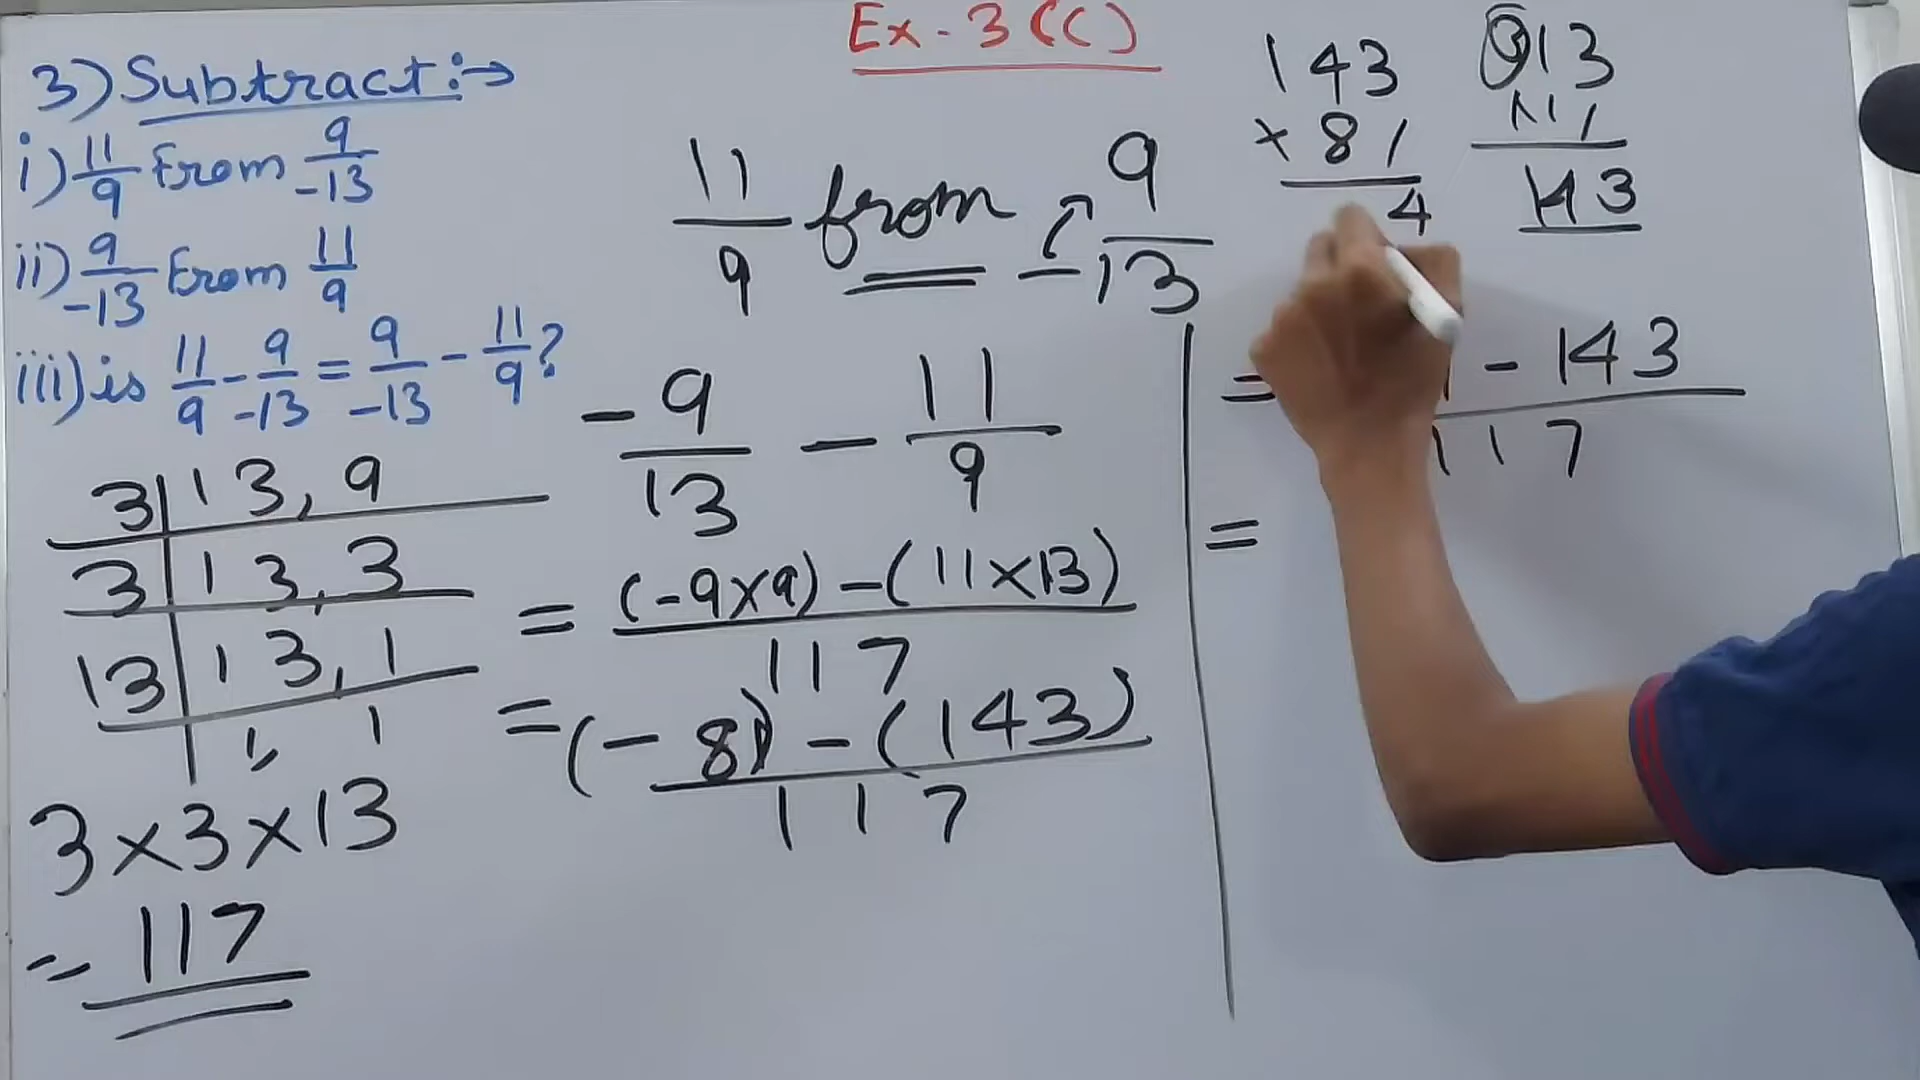 Ex - 3 (C)
3) Subtract :→
i) 11/9 from 9/-13
ii) 9/-13 from 11/9
iii) is 11/9 - 9/-13 = 9/-13 - 11/9 ?
3 | 13, 9
3 | 13, 3
13 | 13, 1
1, 1
3×3×13
= 117
11/9 from 9/-13
-9/13 - 11/9
= (-9×9) - (11×13)
117
= (-81) - (143)
117
143
× 81
4
13
11
143
= - 143
117
=